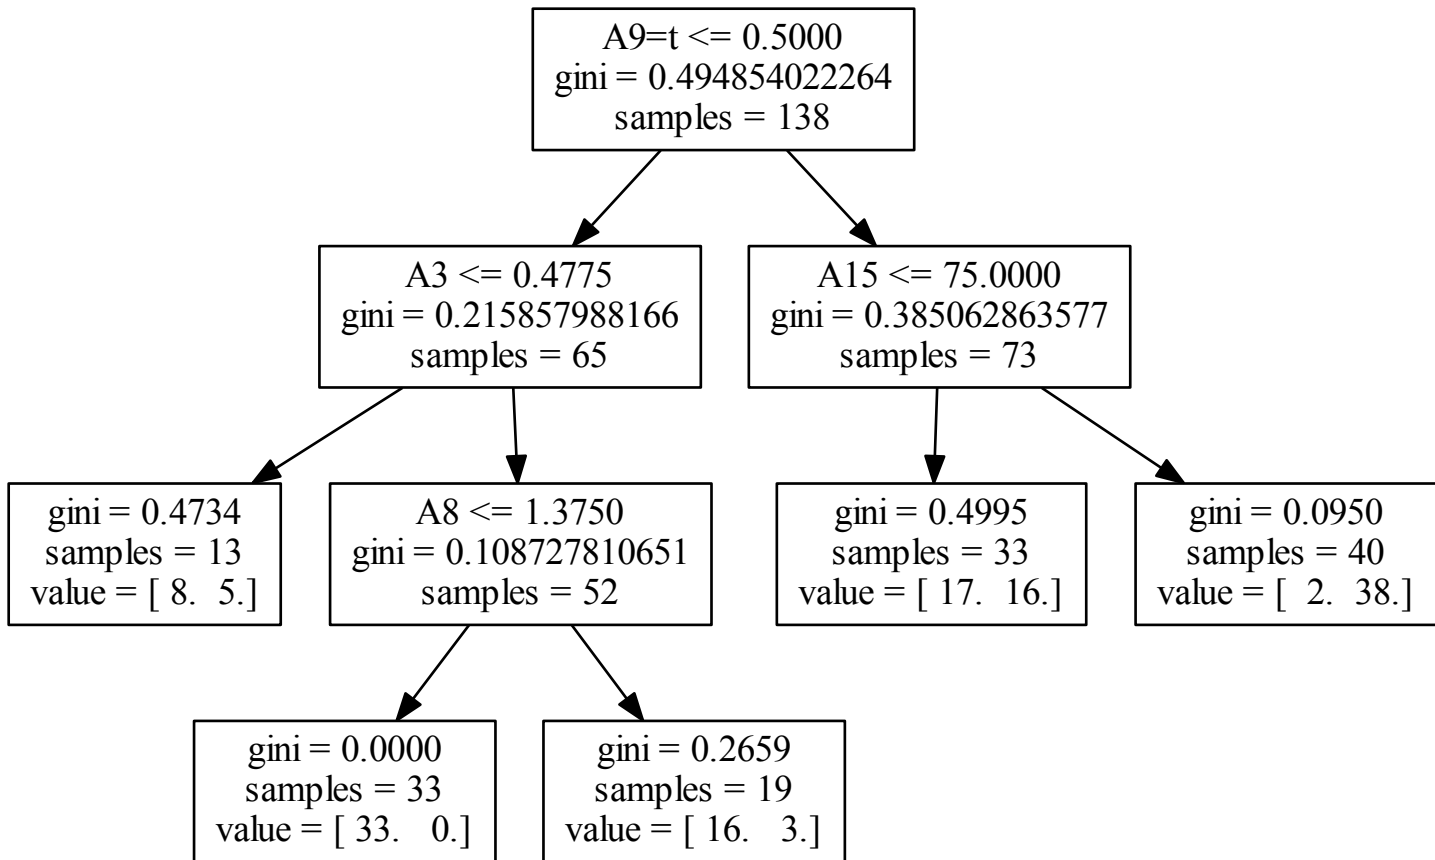 A9=t <= 0.5000
gini = 0.494854022264
samples = 138
A3 <= 0.4775
gini = 0.215857988166
samples = 65
A15 <= 75.0000
gini = 0.385062863577
samples = 73
gini = 0.4734
samples = 13
value = [ 8. 5.]
A8 <= 1.3750
gini = 0.108727810651
samples = 52
gini = 0.4995
samples = 33
value = [ 17. 16.]
gini = 0.0950
samples = 40
value = [ 2. 38.]
gini = 0.0000
samples = 33
value = [ 33. 0.]
gini = 0.2659
samples = 19
value = [ 16. 3.]